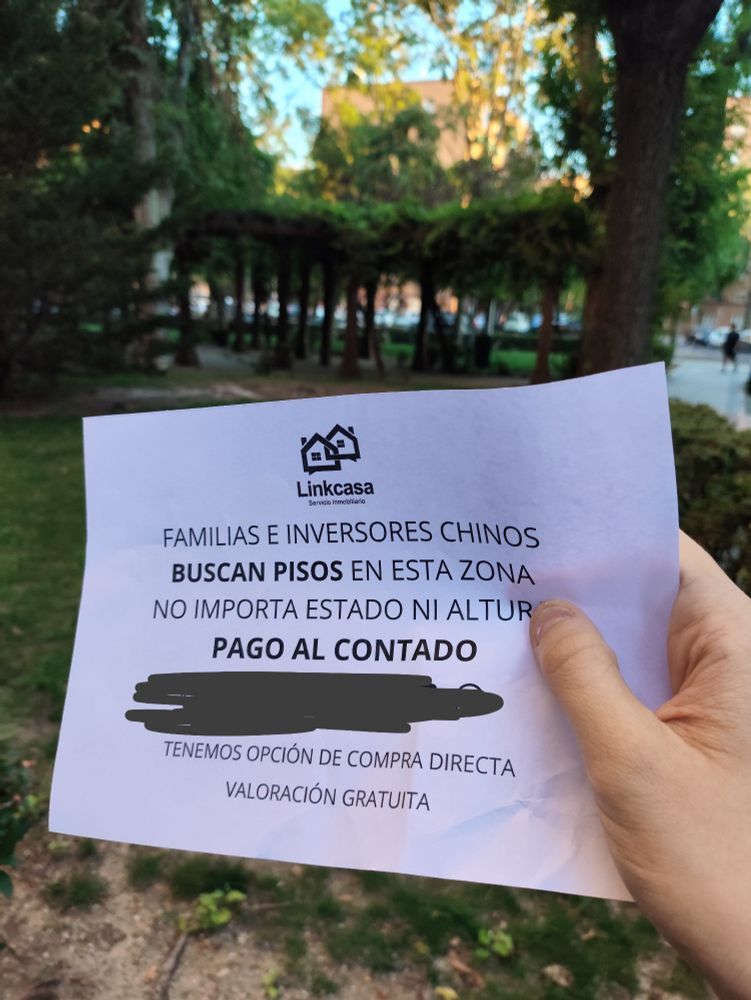 Linkcasa
Servicio Inmobiliario
FAMILIAS E INVERSORES CHINOS
BUSCAN PISOS EN ESTA ZONA
NO IMPORTA ESTADO NI ALTUR
PAGO AL CONTADO
TENEMOS OPCIÓN DE COMPRA DIRECTA
VALORACIÓN GRATUITA